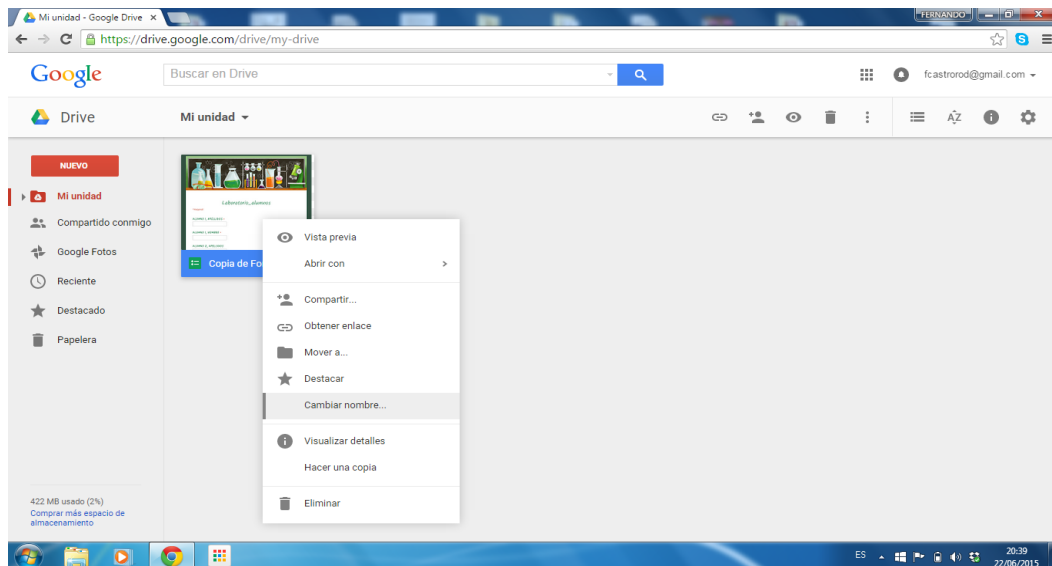 Mi unidad - Google Drive
FERNANDO
https://drive.google.com/drive/my-drive
Google
Buscar en Drive
fcastrorod@gmail.com
Drive
Mi unidad
AZ
NUEVO
Mi unidad
Compartido conmigo
Google Fotos
Reciente
Destacado
Papelera
Laboratorio_alumnos
Copia de Fo
Vista previa
Abrir con
Compartir...
Obtener enlace
Mover a...
Destacar
Cambiar nombre...
Visualizar detalles
Hacer una copia
Eliminar
422 MB usado (2%)
Comprar más espacio de
almacenamiento
ES
20:39
22/06/2015